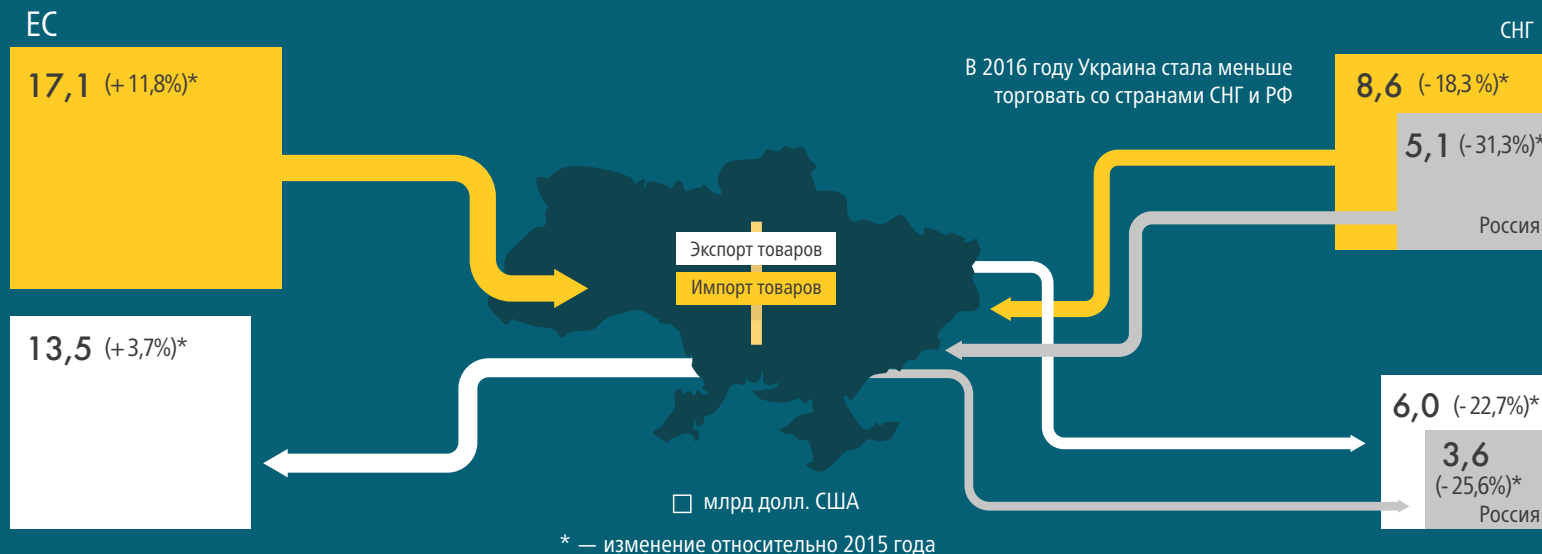 ЕС
17,1 (+ 11,8%)*
13,5 (+ 3,7%)*
Экспорт товаров
Импорт товаров
□ млрд долл. США
* — изменение относительно 2015 года
В 2016 году Украина стала меньше
торговать со странами СНГ и РФ
СНГ
8,6 (- 18,3 %)*
5,1 (- 31,3%)*
Россия
6,0 (- 22,7%)*
3,6
(- 25,6%)*
Россия